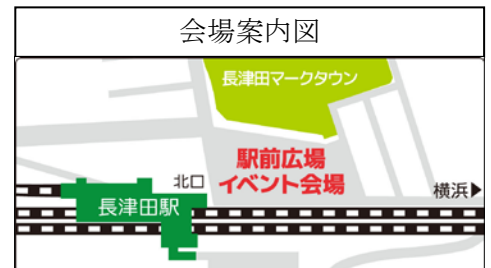 会場案内図
長津田マークタウン
駅前広場
イベント会場
北口
長津田駅
横浜▶